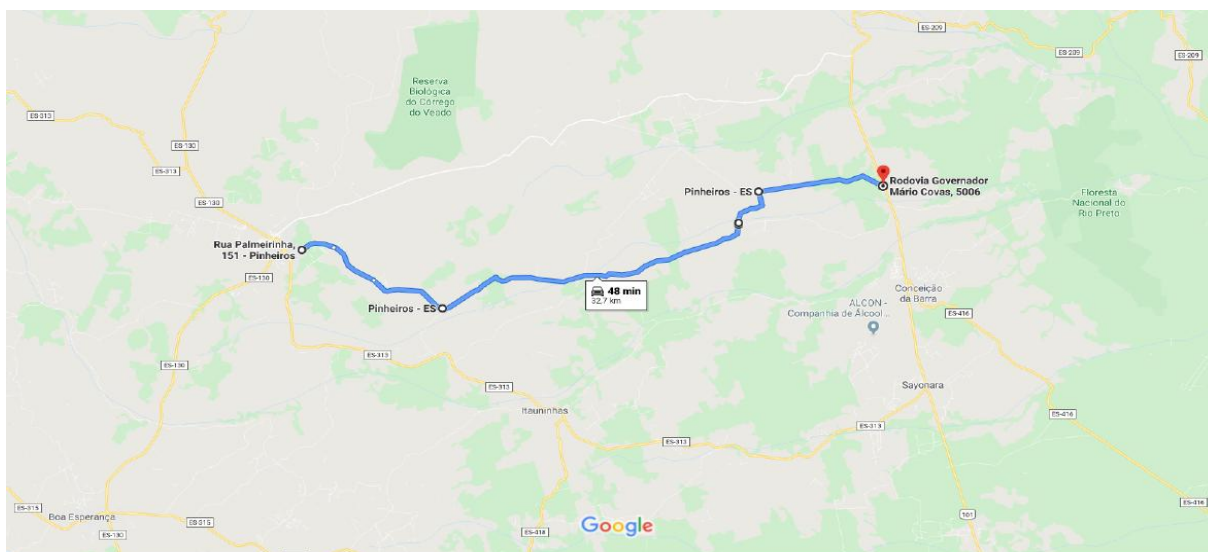 ES-209
ES-209
ES-209
Reserva
Biológica
do Córrego
do Veado
ES-313
ES-130
ES-313
ES-130
Pinheiros - ES
Rodovia Governador
Mário Covas, 5006
Floresta
Nacional do
Rio Preto
Rua Palmeirinha,
151 - Pinheiros
ES-130
48 min
32,7 km
Pinheiros - ES
Conceição
da Barra
ALCON -
Companhia de Álcool ...
ES-416
ES-313
ES-130
ES-313
Sayonara
Itauninhas
ES-416
ES-313
ES-313
ES-416
ES-315
Boa Esperança
ES-315
ES-130
Google
ES-418
101